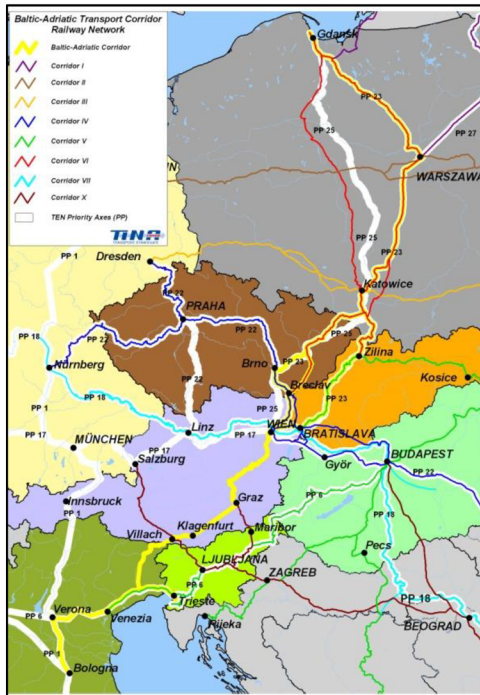 Baltic-Adriatic Transport Corridor
Railway Network
Baltic-Adriatic Corridor
Corridor I
Corridor II
Corridor III
Corridor IV
Corridor V
Corridor VI
Corridor VII
Corridor X
TEN Priority Axes (PP)
TINA
Gdańsk
PP 23
PP 25
PP 27
WARSZAWA
PP 1
PP 25
PP 23
Dresden
Katowice
PP 22
PRAHA
PP 18
PP 22
PP 22
PP 25
Brno
PP 23
Zilina
Nürnberg
PP 22
Breclav
Kosice
PP 18
PP 1
PP 25
PP 23
Linz
PP 17
WIEN
BRATISLAVA
PP 17
MÜNCHEN
PP 17
BUDAPEST
Salzburg
Györ
PP 22
Innsbruck
Graz
PP 6
PP 1
PP 18
Klagenfurt
Maribor
Villach
Pecs
LJUBLJANA
PP 6
ZAGREB
Trieste
PP 18
Verona
PP 6
Venezia
Rijeka
BEOGRAD
PP 1
Bologna